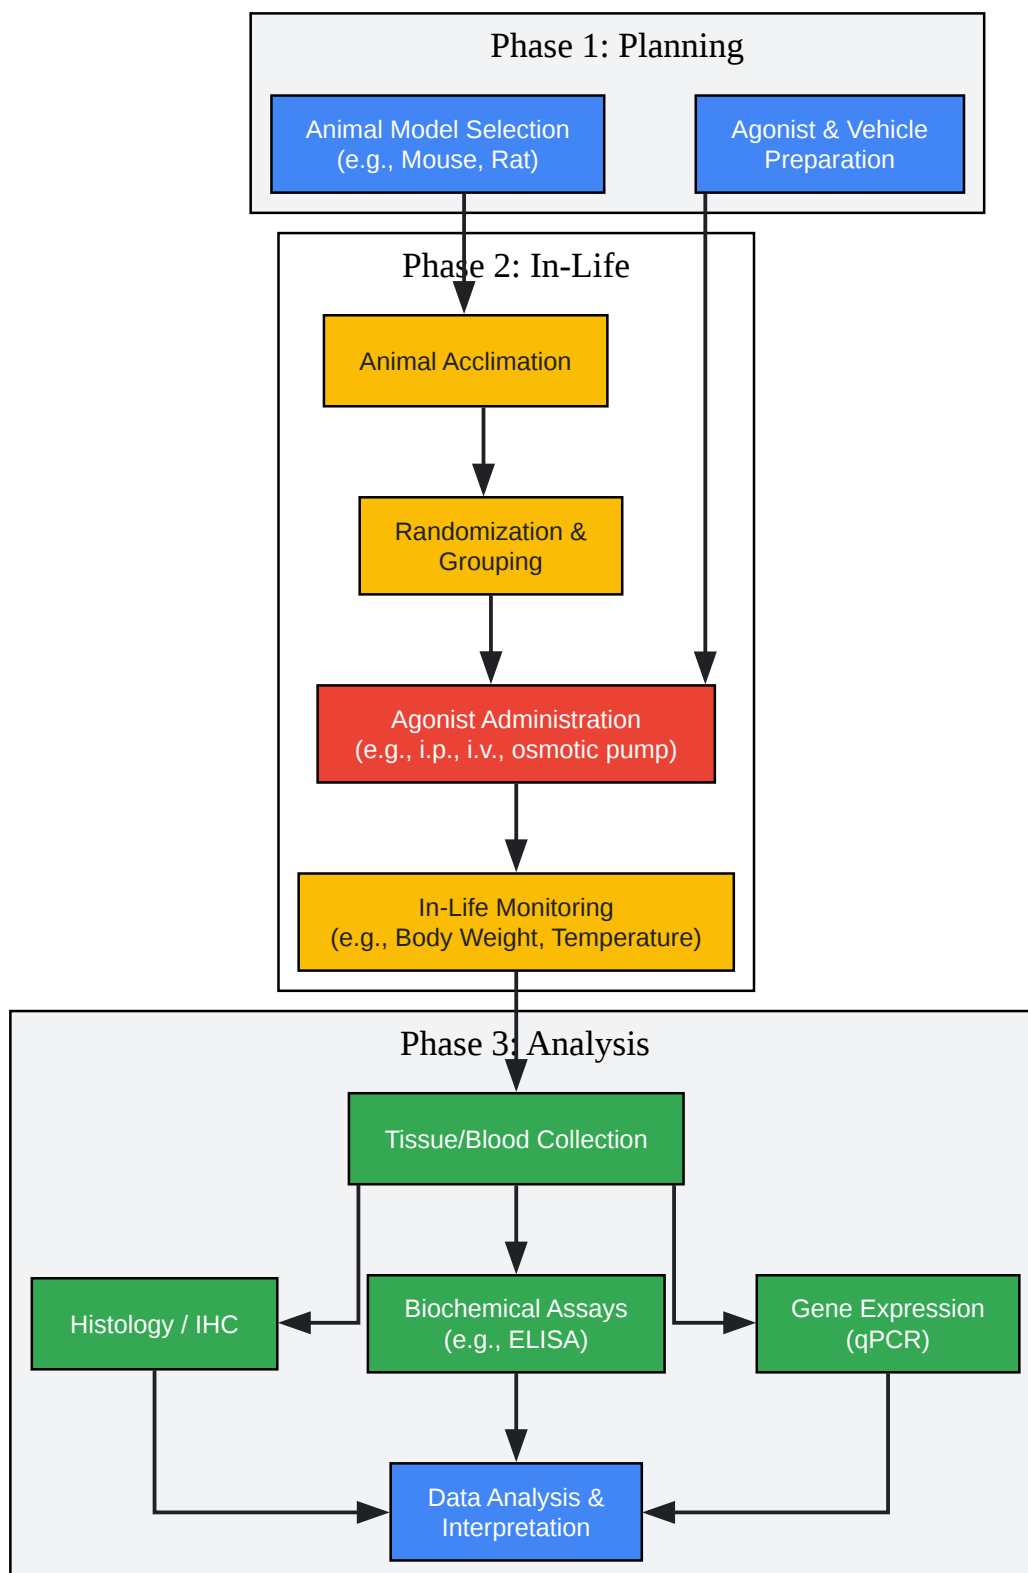 Phase 1: Planning
Animal Model Selection
(e.g., Mouse, Rat)
Agonist & Vehicle
Preparation
Phase 2: In-Life
Animal Acclimation
Randomization &
Grouping
Agonist Administration
(e.g., i.p., i.v., osmotic pump)
In-Life Monitoring
(e.g., Body Weight, Temperature)
Phase 3: Analysis
Tissue/Blood Collection
Histology / IHC
Biochemical Assays
(e.g., ELISA)
Gene Expression
(qPCR)
Data Analysis &
Interpretation